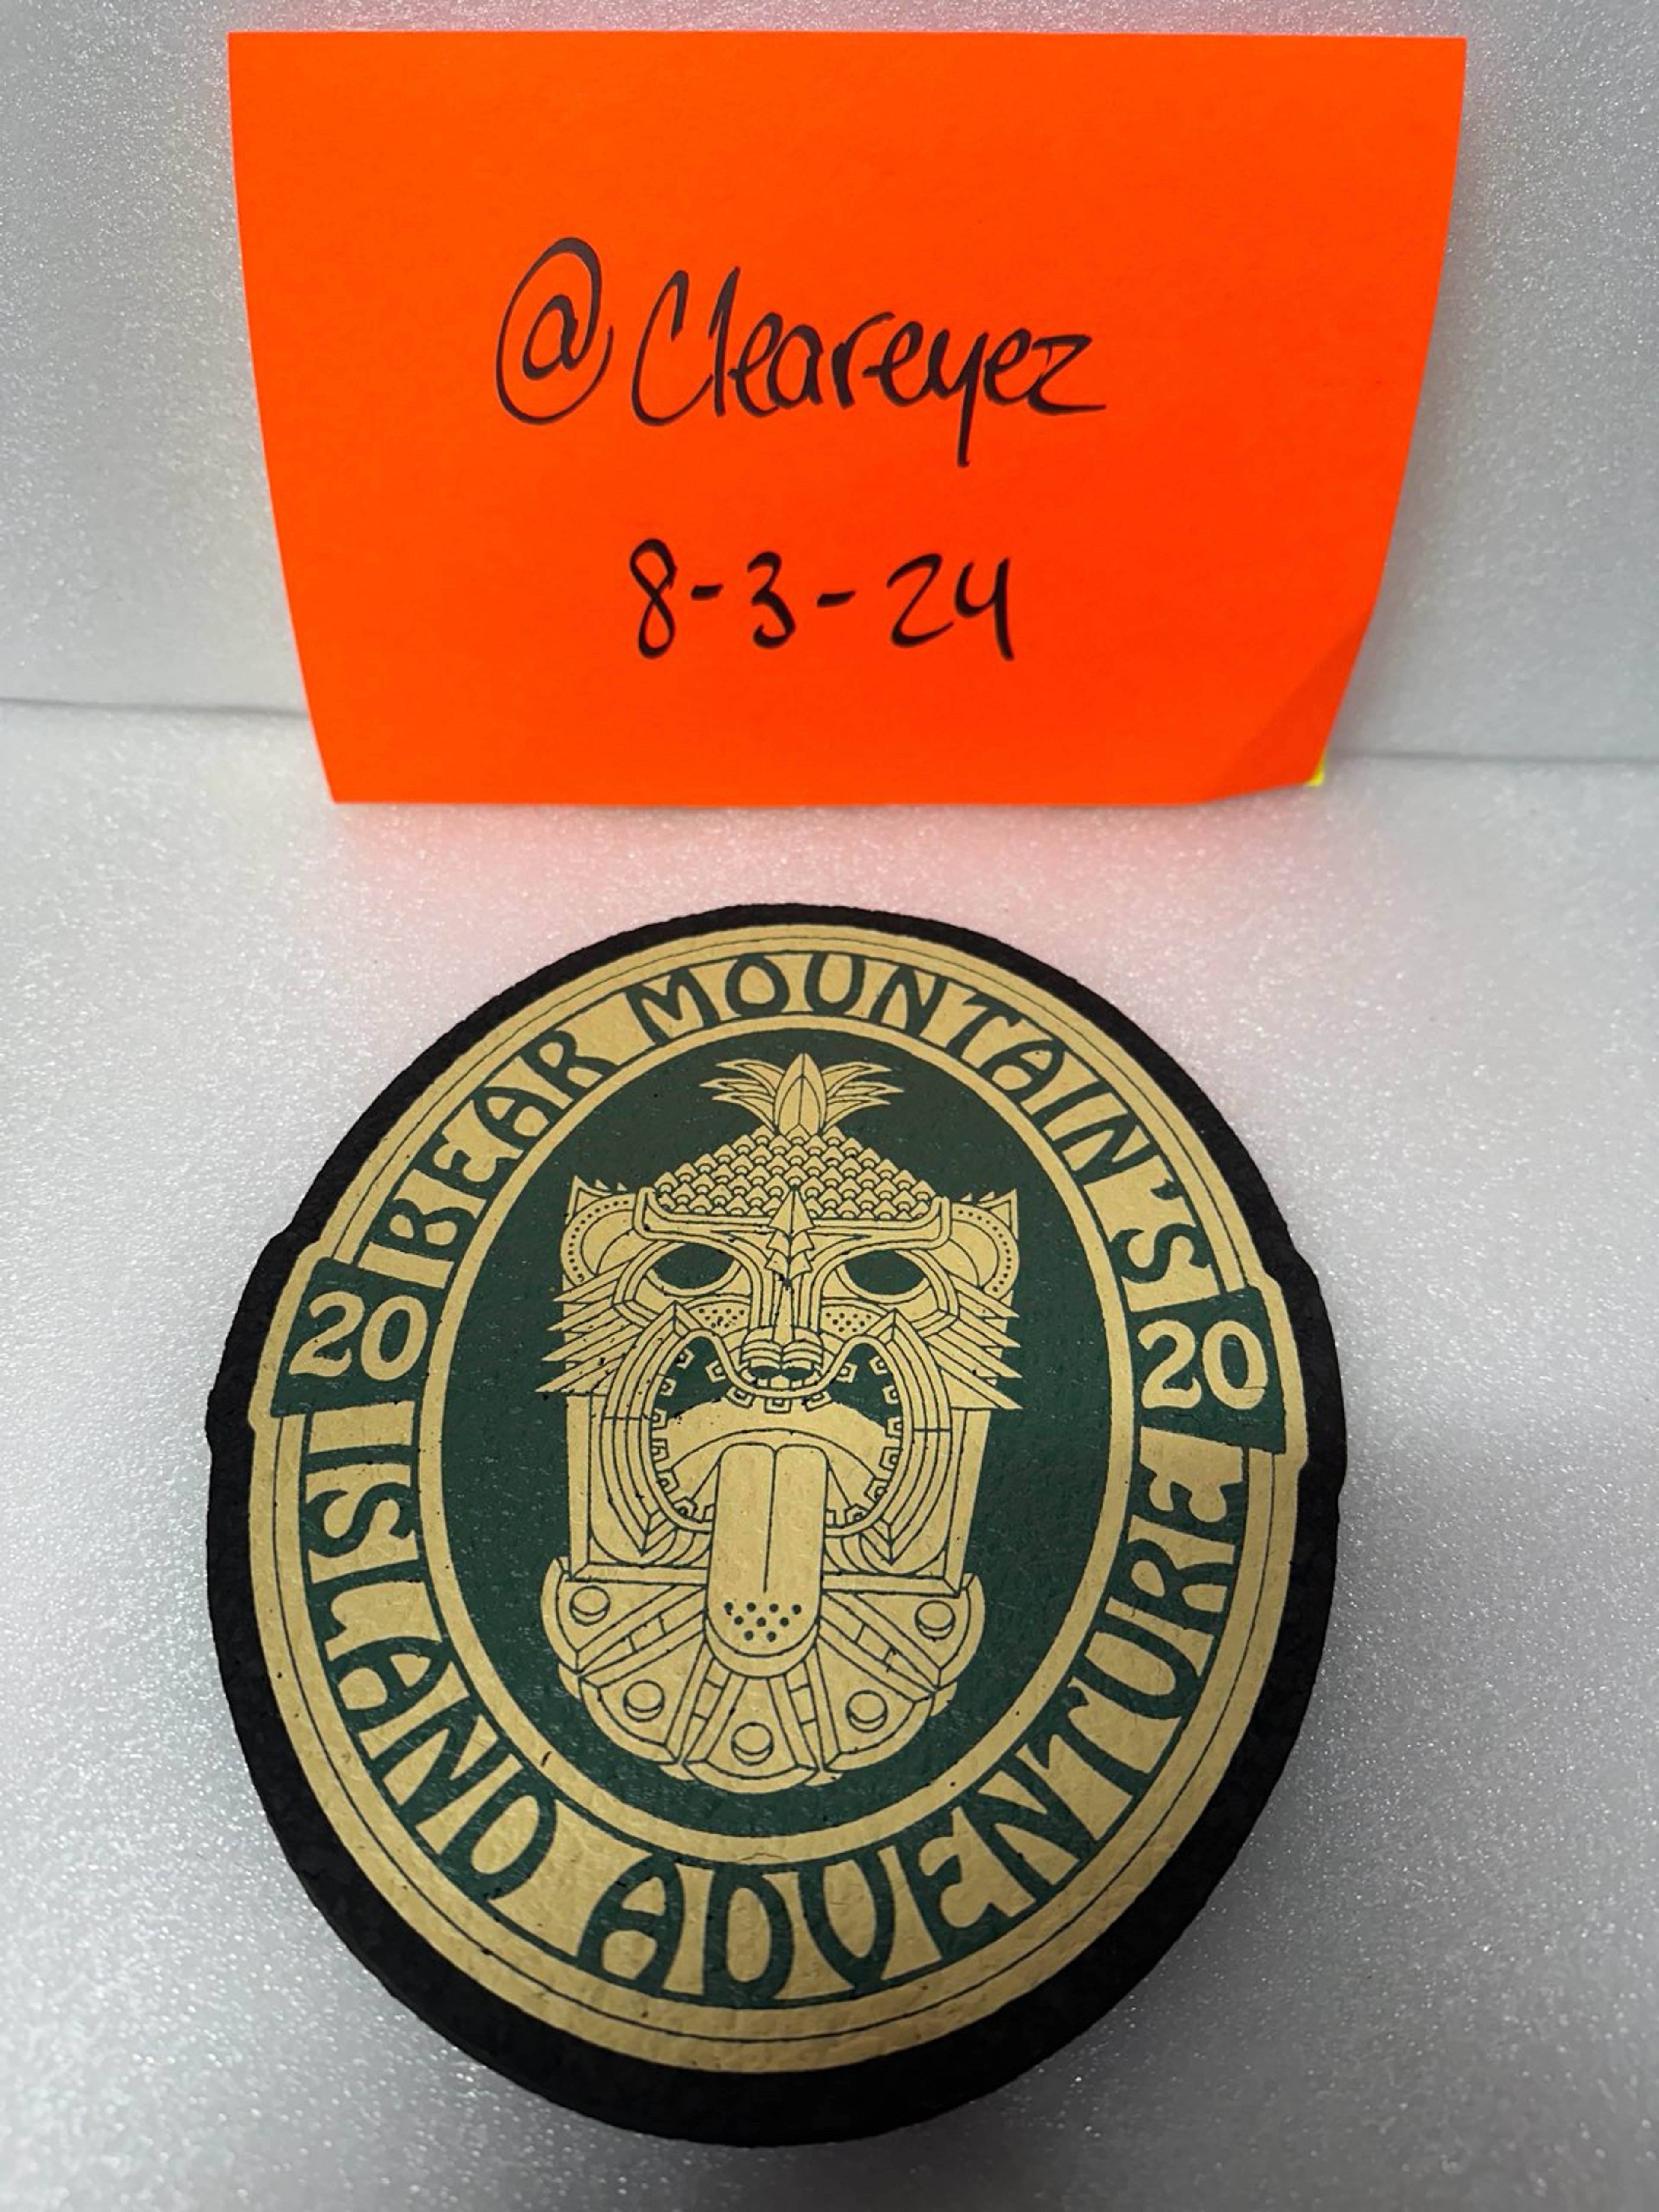 @Cleareyez
8-3-24
BEAR MOUNTAIN'S
20 20
ISLAND ADVENTURE